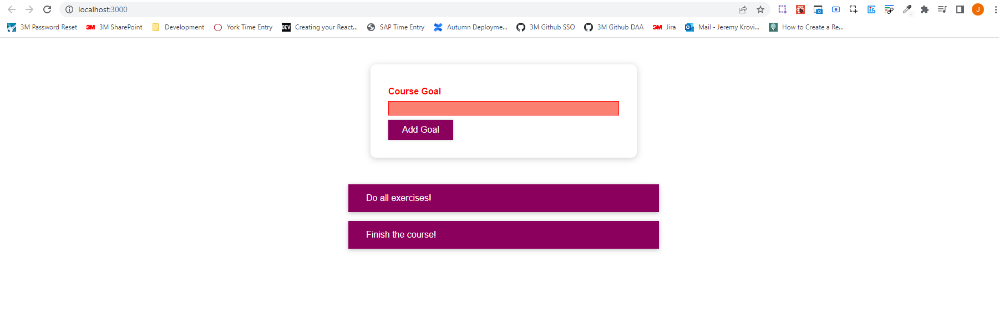 localhost:3000
J
3M Password Reset 3M 3M SharePoint Development York Time Entry DEV Creating your React... SAP Time Entry Autumn Deployme... 3M Github SSO 3M Github DAA 3M Jira Mail - Jeremy Krovi... How to Create a Re...
Course Goal
Add Goal
Do all exercises!
Finish the course!